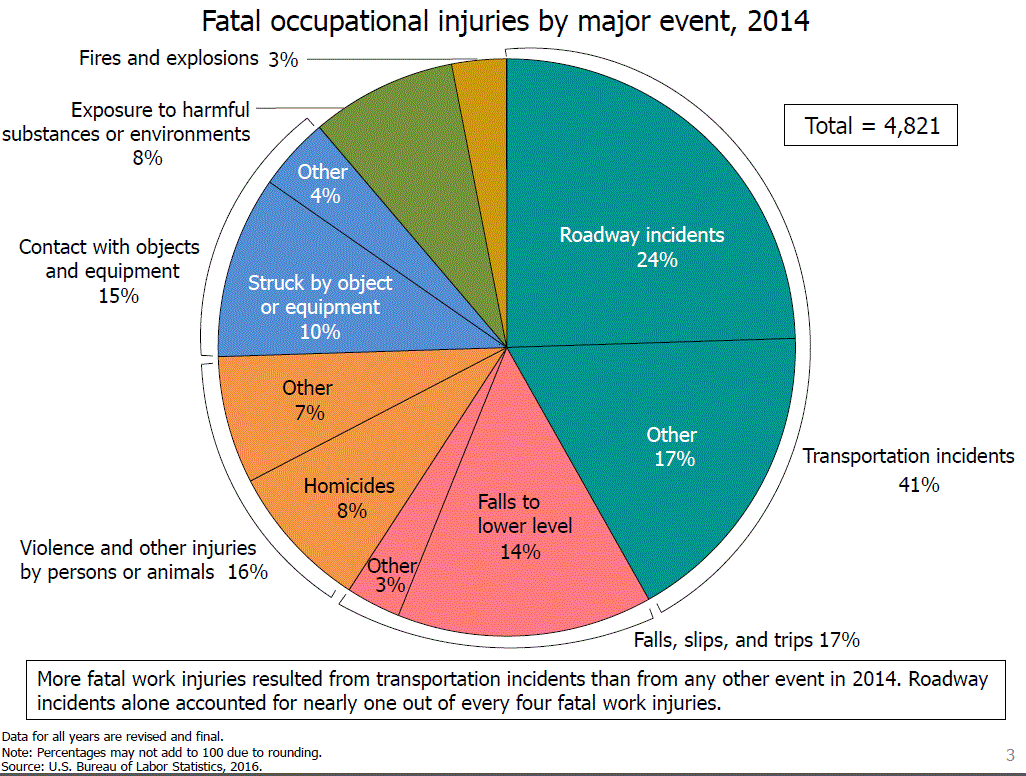 Fatal occupational injuries by major event, 2014
Fires and explosions 3%
Exposure to harmful
substances or environments
8%
Total = 4,821
Other
4%
Roadway incidents
24%
Contact with objects
and equipment
15%
Struck by object
or equipment
10%
Other
7%
Other
17%
Transportation incidents
41%
Homicides
8%
Falls to
lower level
14%
Violence and other injuries
by persons or animals 16%
Other
3%
Falls, slips, and trips 17%
More fatal work injuries resulted from transportation incidents than from any other event in 2014. Roadway
incidents alone accounted for nearly one out of every four fatal work injuries.
Data for all years are revised and final.
Note: Percentages may not add to 100 due to rounding.
Source: U.S. Bureau of Labor Statistics, 2016.
3